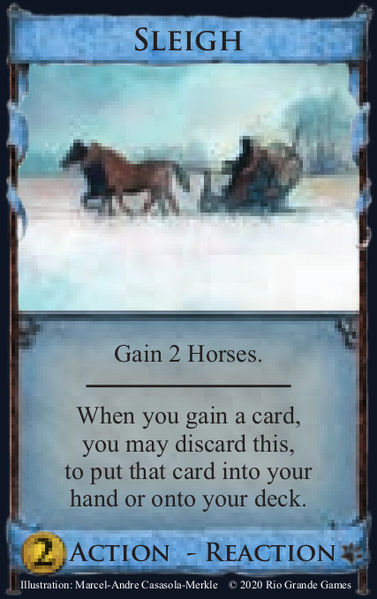 Sleigh
Gain 2 Horses.
When you gain a card,
you may discard this,
to put that card into your
hand or onto your deck.
2 Action - Reaction
Illustration: Marcel-Andre Casasola-Merkle © 2020 Rio Grande Games